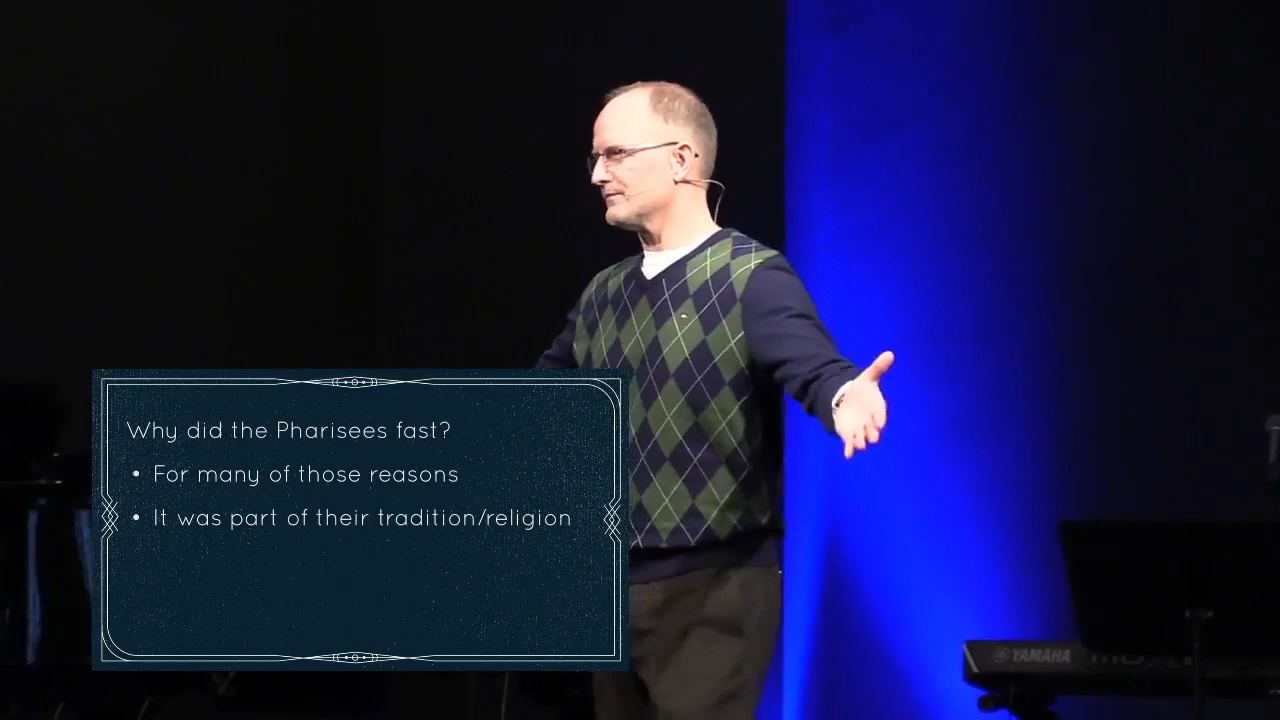 Why did the Pharisees fast?
• For many of those reasons
• It was part of their tradition/religion
YAMAHA